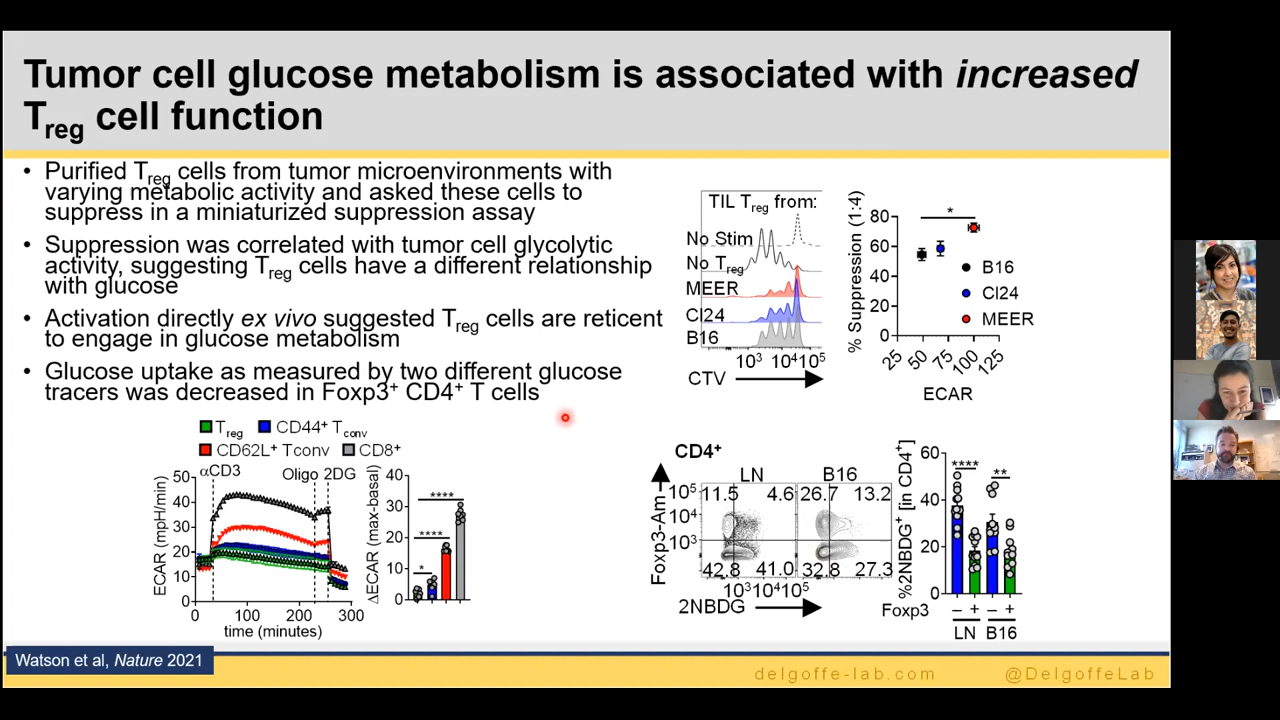 Tumor cell glucose metabolism is associated with increased
Treg cell function
• Purified Treg cells from tumor microenvironments with
varying metabolic activity and asked these cells to
suppress in a miniaturized suppression assay
• Suppression was correlated with tumor cell glycolytic
activity, suggesting Treg cells have a different relationship
with glucose
• Activation directly ex vivo suggested Treg cells are reticent
to engage in glucose metabolism
• Glucose uptake as measured by two different glucose
tracers was decreased in Foxp3+ CD4+ T cells
TIL Treg from:
No Stim
No Treg
MEER
Cl24
B16
10³ 10⁴ 10⁵
CTV
% Suppression (1:4)
80
60
40
20
0
*
B16
Cl24
MEER
25 50 75 100 125
ECAR
Treg CD44+ Tconv
CD62L+ Tconv CD8+
αCD3 Oligo 2DG
ECAR (mpH/min)
50
40
30
20
10
0
0 100 200 300
time (minutes)
ΔECAR (max-basal)
40
30
20
10
0
****
****
*
CD4+
LN B16
Foxp3-Am
10⁵
10⁴
10³
11.5 4.6 26.7 13.2
42.8 41.0 32.8 27.3
10³ 10⁴ 10⁵
2NBDG
%2NBDG+ [in CD4+]
60
40
20
0
**** **
Foxp3 – + – +
LN B16
Watson et al, Nature 2021
delgoffe-lab.com @DelgoffeLab